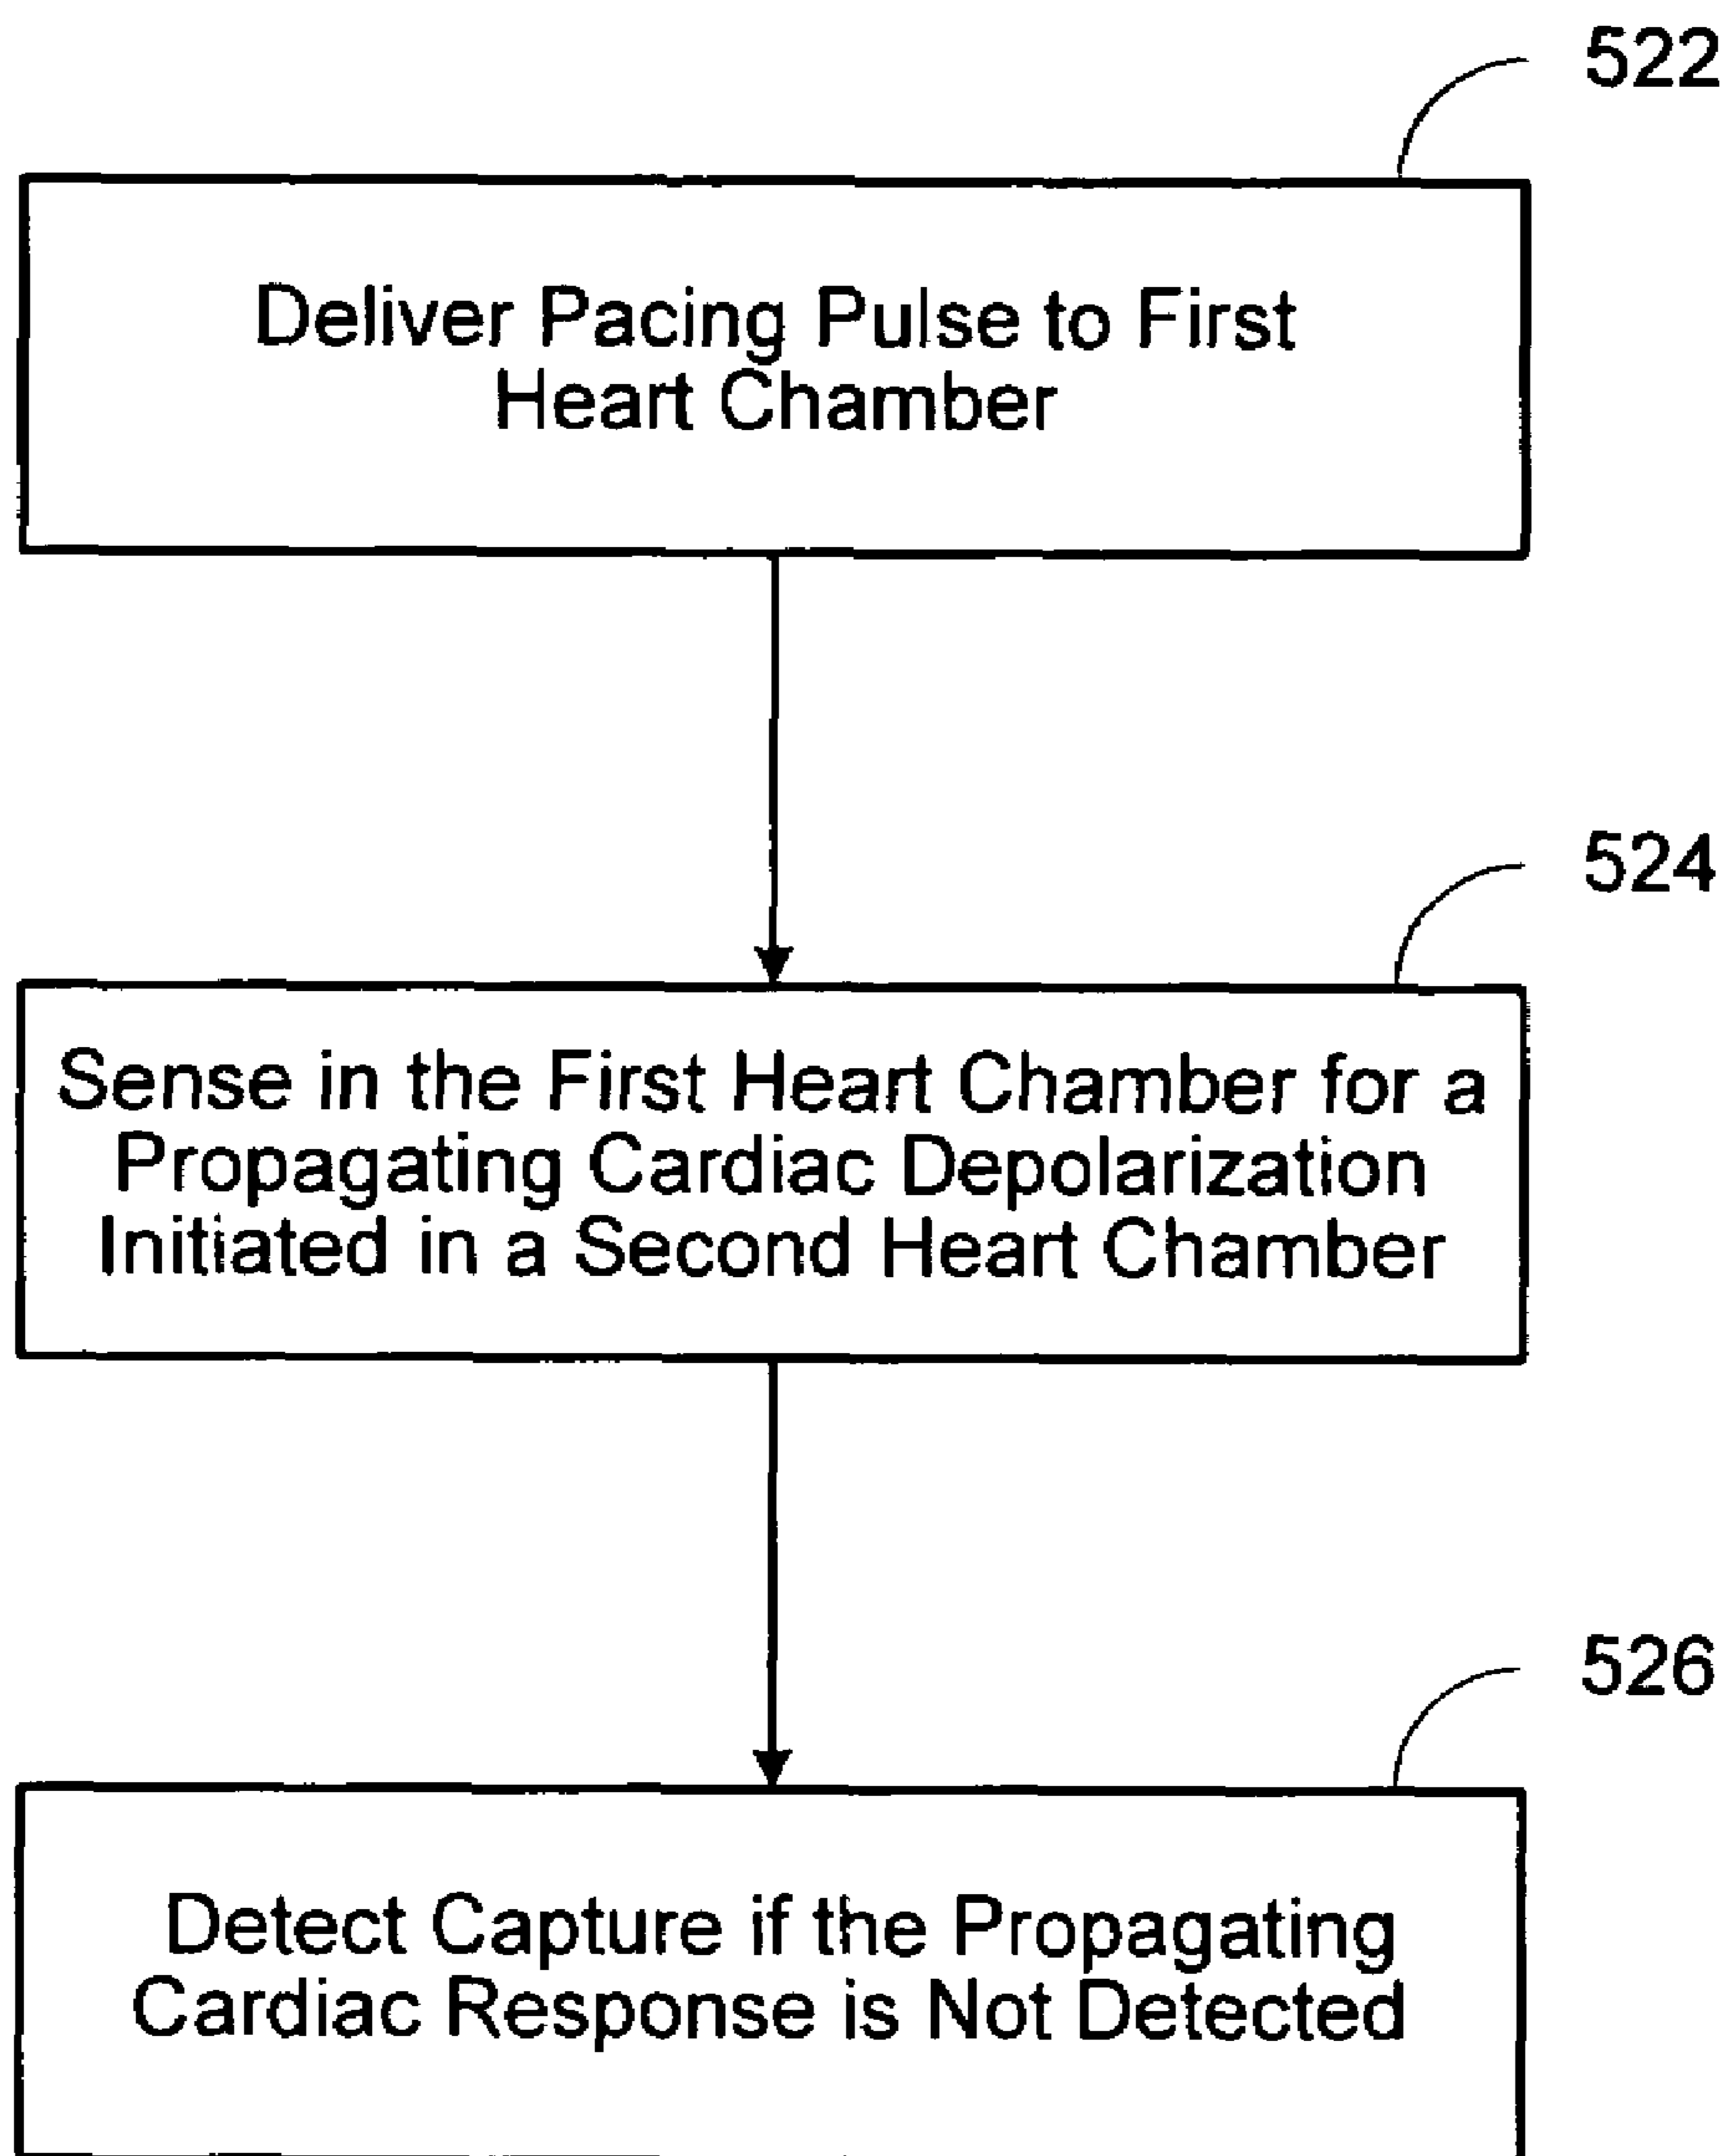 522
Deliver Pacing Pulse to First
Heart Chamber
524
Sense in the First Heart Chamber for a
Propagating Cardiac Depolarization
Initiated in a Second Heart Chamber
526
Detect Capture if the Propagating
Cardiac Response is Not Detected